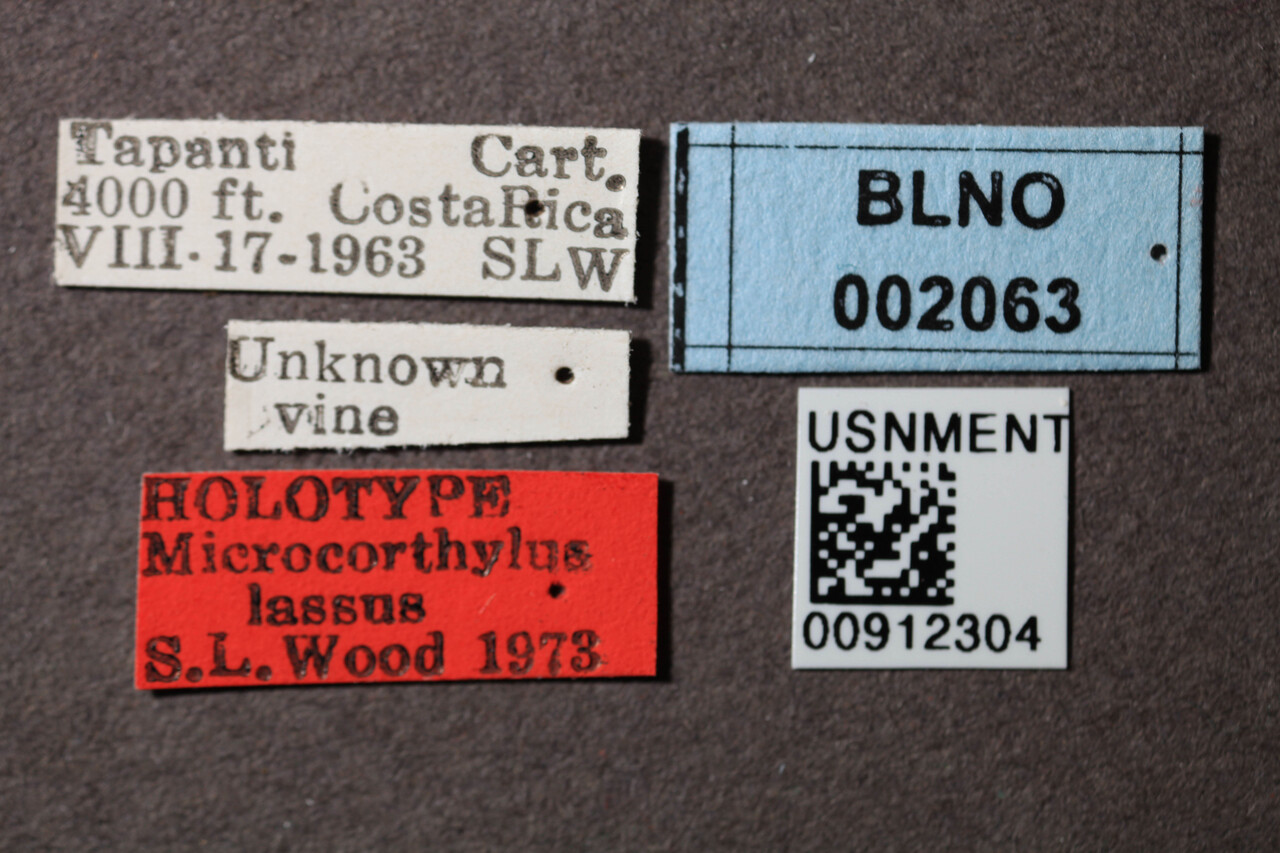 Tapanti Cart.
4000 ft. CostaRica
VIII·17-1963 SLW
Unknown
vine
HOLOTYPE
Microcorthylus
lassus
S.L.Wood 1973
BLNO
002063
USNMENT
00912304